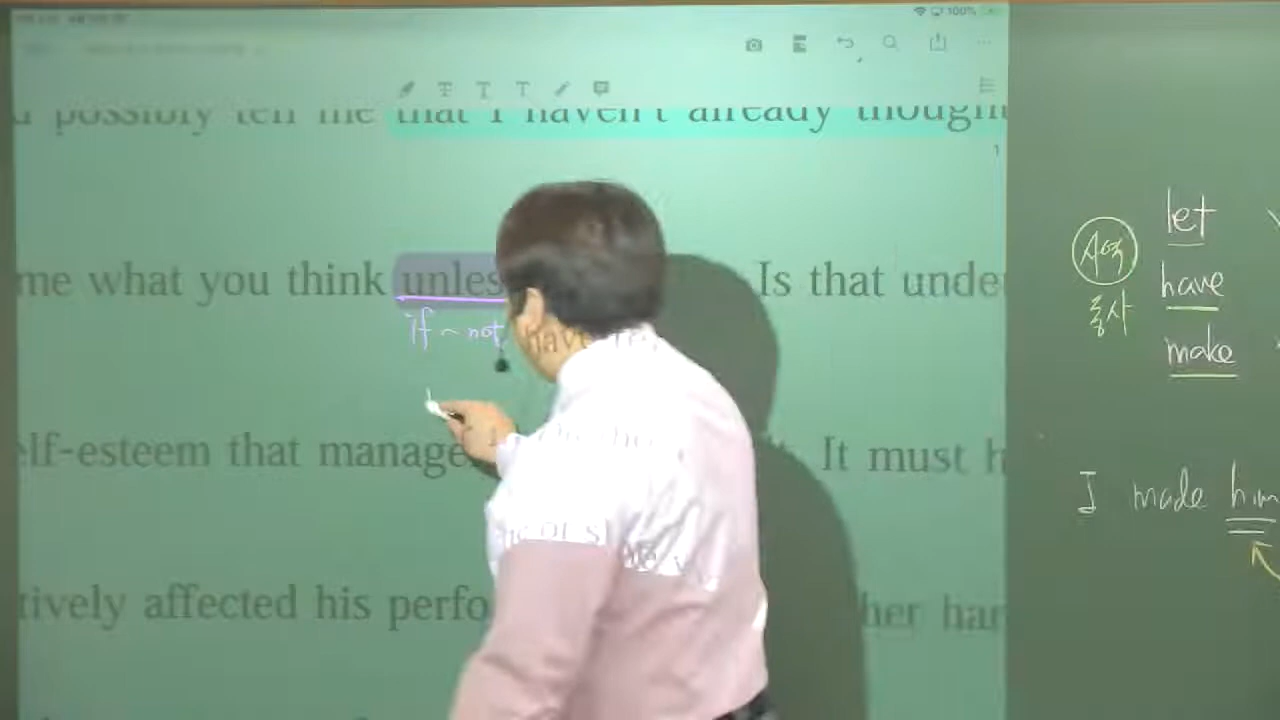 100%
possibly tell me that I haven't already though
1
me what you think unles Is that unde
if ~ not
elf-esteem that manage It must h
tively affected his perfo her har
let
사역
동사
have
make
I made him